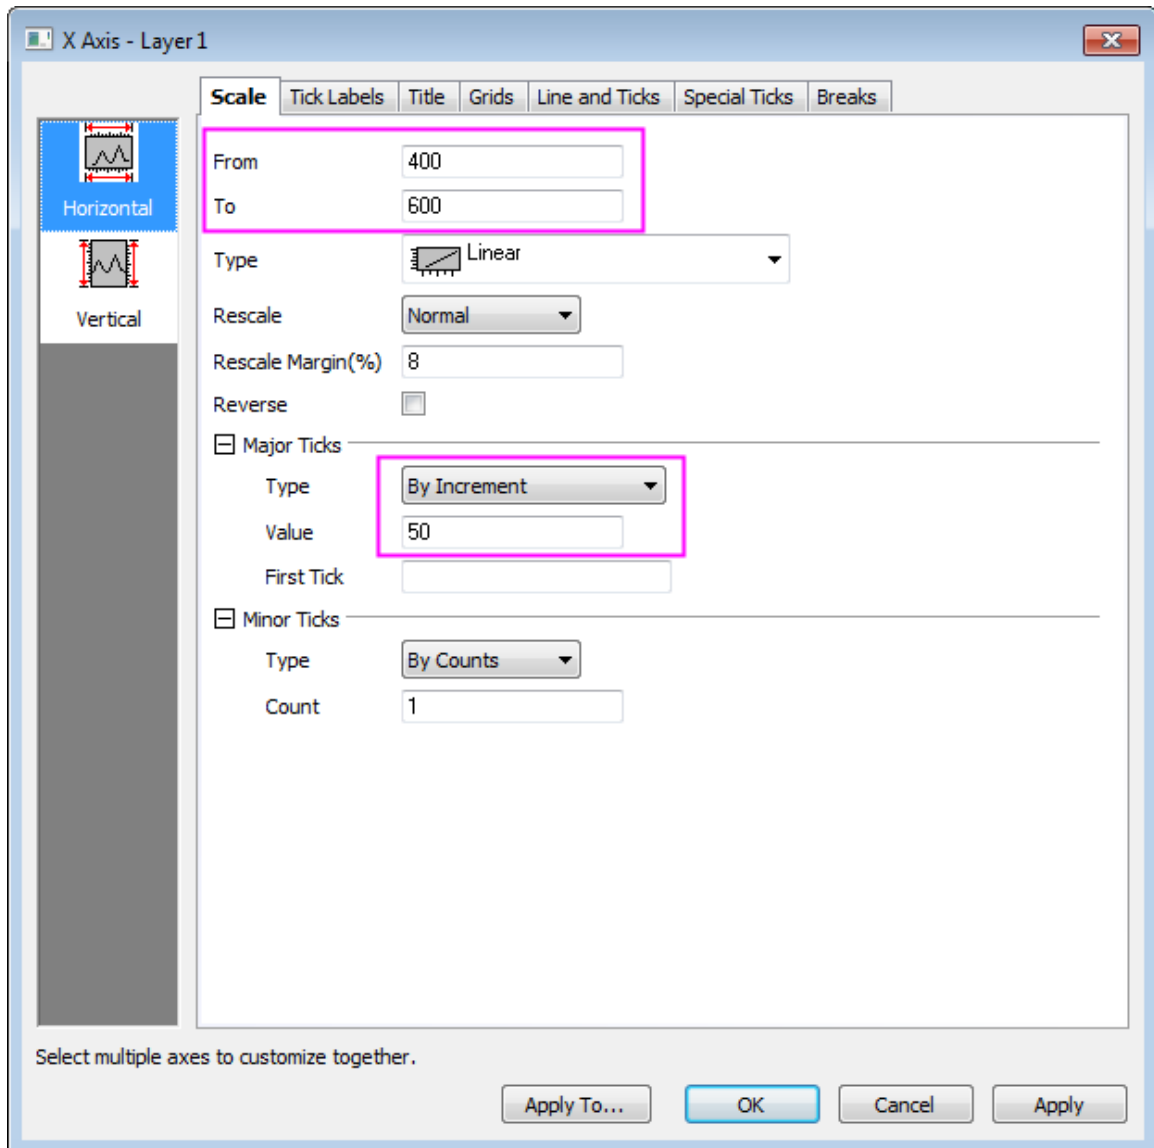 X Axis - Layer 1
Scale Tick Labels Title Grids Line and Ticks Special Ticks Breaks
Horizontal
Vertical
From 400
To 600
Type Linear
Rescale Normal
Rescale Margin(%) 8
Reverse
Major Ticks
Type By Increment
Value 50
First Tick
Minor Ticks
Type By Counts
Count 1
Select multiple axes to customize together.
Apply To... OK Cancel Apply